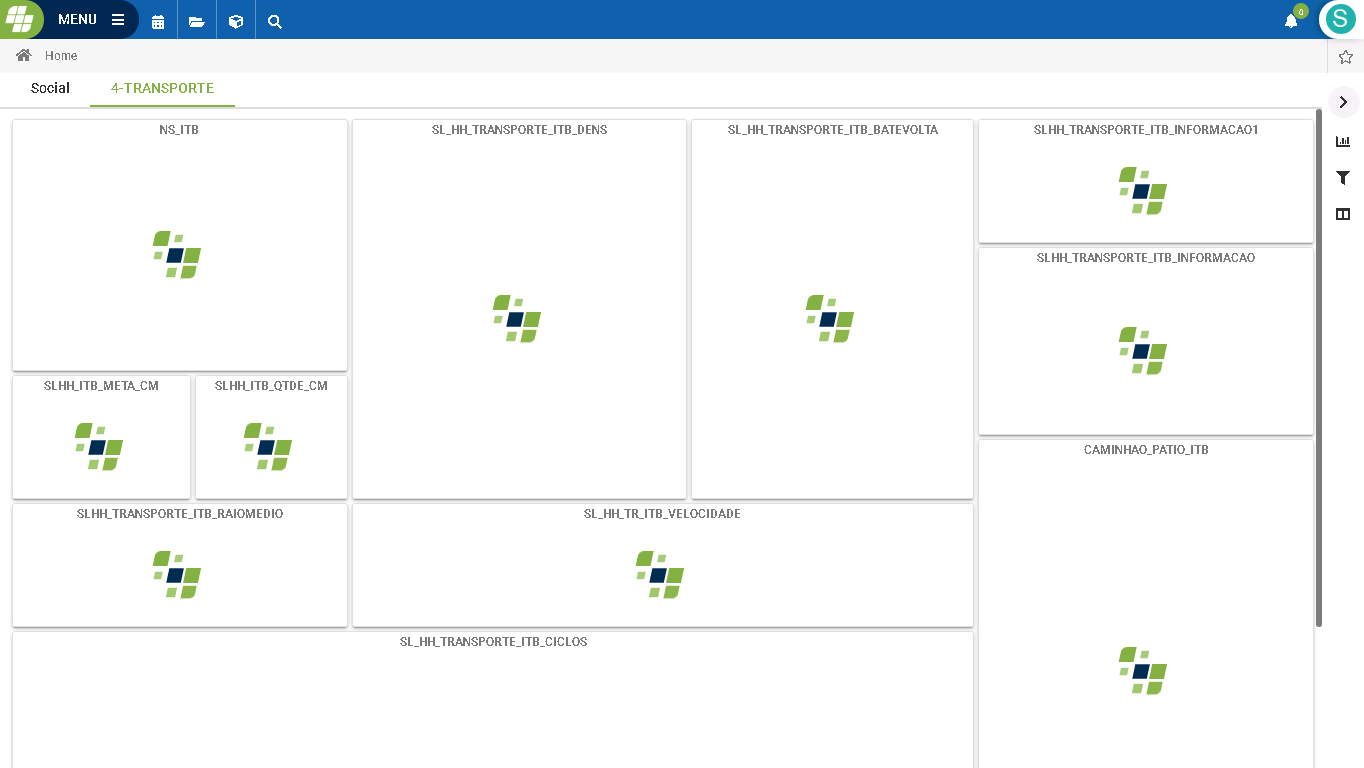 MENU
0
S
Home
Social
4-TRANSPORTE
NS_ITB
SL_HH_TRANSPORTE_ITB_DENS
SL_HH_TRANSPORTE_ITB_BATEVOLTA
SLHH_TRANSPORTE_ITB_INFORMACAO1
SLHH_TRANSPORTE_ITB_INFORMACAO
SLHH_ITB_META_CM
SLHH_ITB_QTDE_CM
CAMINHAO_PATIO_ITB
SLHH_TRANSPORTE_ITB_RAIOMEDIO
SL_HH_TR_ITB_VELOCIDADE
SL_HH_TRANSPORTE_ITB_CICLOS